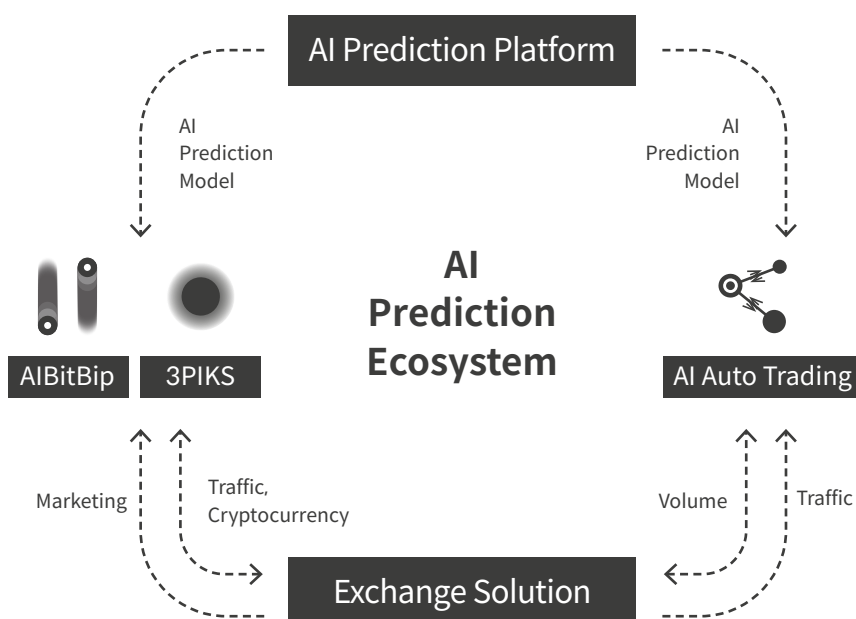 AI Prediction Platform
AI
Prediction
Model
AI
Prediction
Model
AI
Prediction
Ecosystem
AIBitBip
3PIKS
AI Auto Trading
Marketing
Traffic,
Cryptocurrency
Volume
Traffic
Exchange Solution